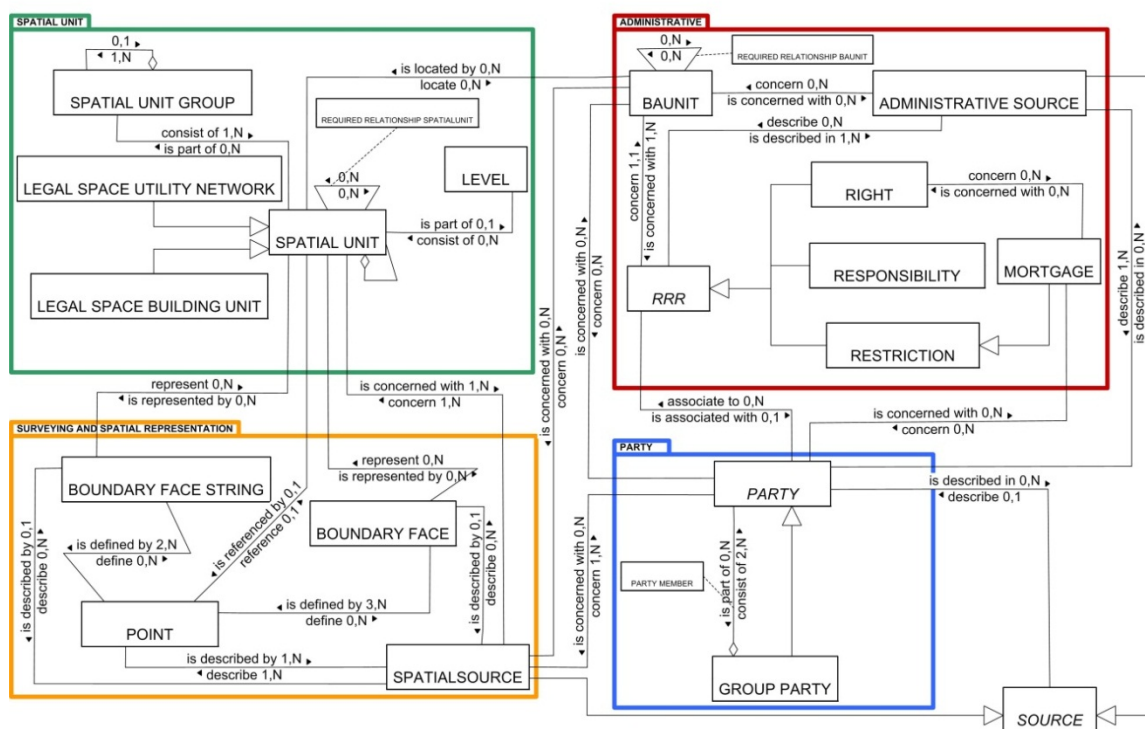 SPATIAL UNIT
0,1 ►
◄ 1,N
SPATIAL UNIT GROUP
consist of 1,N ►
◄ is part of 0,N
LEGAL SPACE UTILITY NETWORK
LEGAL SPACE BUILDING UNIT
◄ is located by 0,N
locate 0,N ►
REQUIRED RELATIONSHIP SPATIALUNIT
◄ 0,N
0,N ►
SPATIAL UNIT
LEVEL
is part of 0,1 ►
◄ consist of 0,N
ADMINISTRATIVE
0,N ►
◄ 0,N
REQUIRED RELATIONSHIP BAUNIT
BAUNIT
◄ concern 0,N
is concerned with 0,N ►
ADMINISTRATIVE SOURCE
◄ describe 0,N
is described in 1,N ►
concern 1,1 ►
◄ is concerned with 1,N
RIGHT
concern 0,N ►
◄ is concerned with 0,N
RESPONSIBILITY
MORTGAGE
RRR
RESTRICTION
◄ describe 1,N
is described in 0,N ►
◄ is concerned with 0,N
concern 0,N ►
is concerned with 0,N ►
◄ concern 0,N
represent 0,N ►
◄ is represented by 0,N
is concerned with 1,N ►
◄ concern 1,N
◄ associate to 0,N
is associated with 0,1 ►
◄ is concerned with 0,N
concern 0,N ►
SURVEYING AND SPATIAL REPRESENTATION
BOUNDARY FACE STRING
◄ represent 0,N
is represented by 0,N ►
BOUNDARY FACE
◄ is defined by 2,N
define 0,N ►
◄ is referenced by 0,1
reference 0,1 ►
◄ is described by 0,1
describe 0,N ►
◄ is described by 0,1
describe 0,N ►
◄ is defined by 3,N
define 0,N ►
POINT
is described by 1,N ►
◄ describe 1,N
SPATIALSOURCE
◄ is concerned with 0,N
concern 1,N ►
PARTY
PARTY
is described in 0,N ►
◄ describe 0,1
◄ is part of 0,N
consist of 2,N ►
PARTY MEMBER
GROUP PARTY
SOURCE